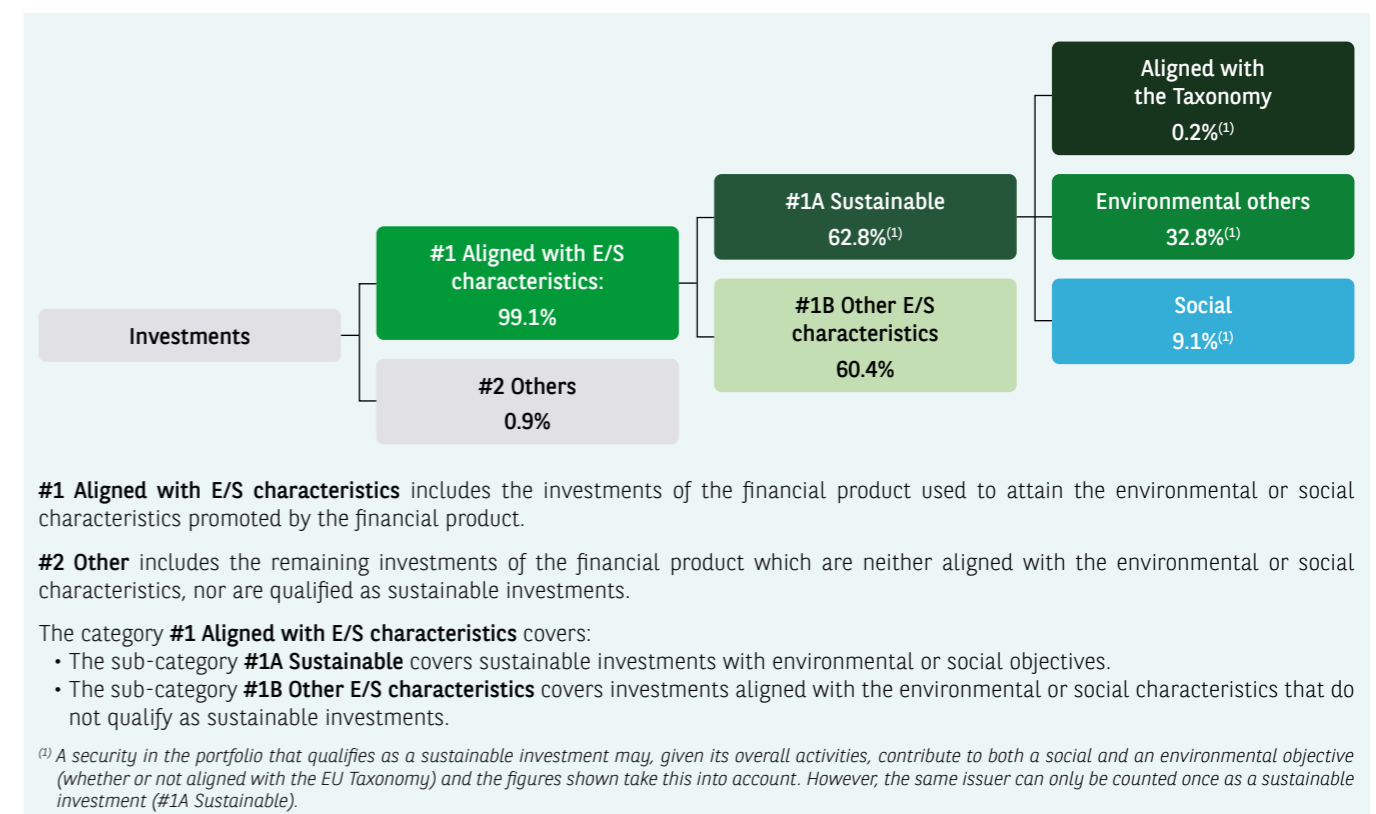 Aligned with
the Taxonomy
0.2%(1)
#1A Sustainable
62.8%(1)
Environmental others
32.8%(1)
#1 Aligned with E/S
characteristics:
99.1%
#1B Other E/S
characteristics
60.4%
Social
9.1%(1)
Investments
#2 Others
0.9%
#1 Aligned with E/S characteristics includes the investments of the financial product used to attain the environmental or social
characteristics promoted by the financial product.
#2 Other includes the remaining investments of the financial product which are neither aligned with the environmental or social
characteristics, nor are qualified as sustainable investments.
The category #1 Aligned with E/S characteristics covers:
• The sub-category #1A Sustainable covers sustainable investments with environmental or social objectives.
• The sub-category #1B Other E/S characteristics covers investments aligned with the environmental or social characteristics that do
not qualify as sustainable investments.
(1) A security in the portfolio that qualifies as a sustainable investment may, given its overall activities, contribute to both a social and an environmental objective
(whether or not aligned with the EU Taxonomy) and the figures shown take this into account. However, the same issuer can only be counted once as a sustainable
investment (#1A Sustainable).